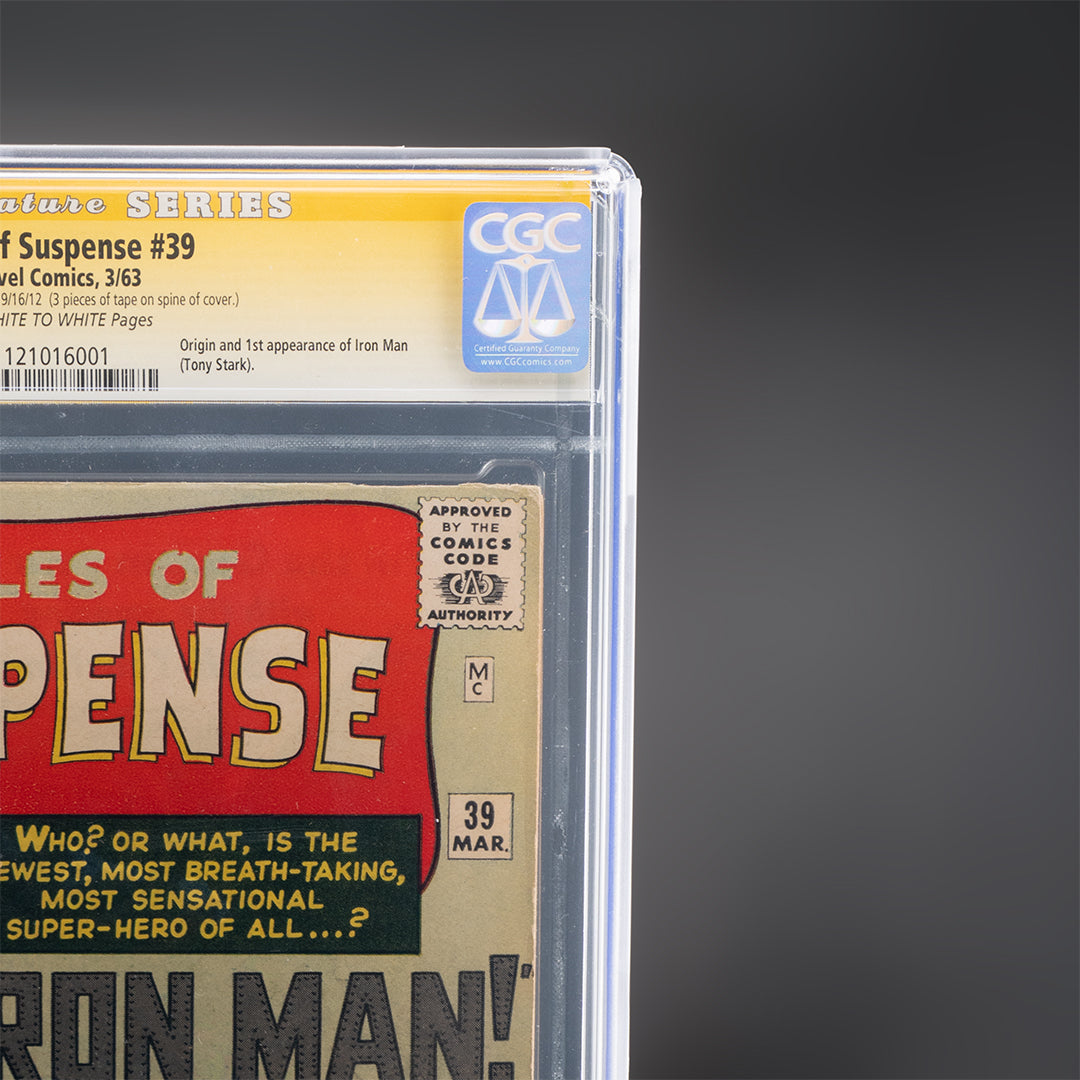 ature SERIES
f Suspense #39
vel Comics, 3/63
9/16/12 (3 pieces of tape on spine of cover.)
HITE TO WHITE Pages
121016001
Origin and 1st appearance of Iron Man
(Tony Stark).
CGC
Certified Guaranty Company
www.CGCcomics.com
APPROVED
BY THE
COMICS
CODE
CA
AUTHORITY
LES OF
PENSE
M
C
39
MAR.
WHO? OR WHAT, IS THE
EWEST, MOST BREATH-TAKING,
MOST SENSATIONAL
SUPER-HERO OF ALL....?
RON MAN!"